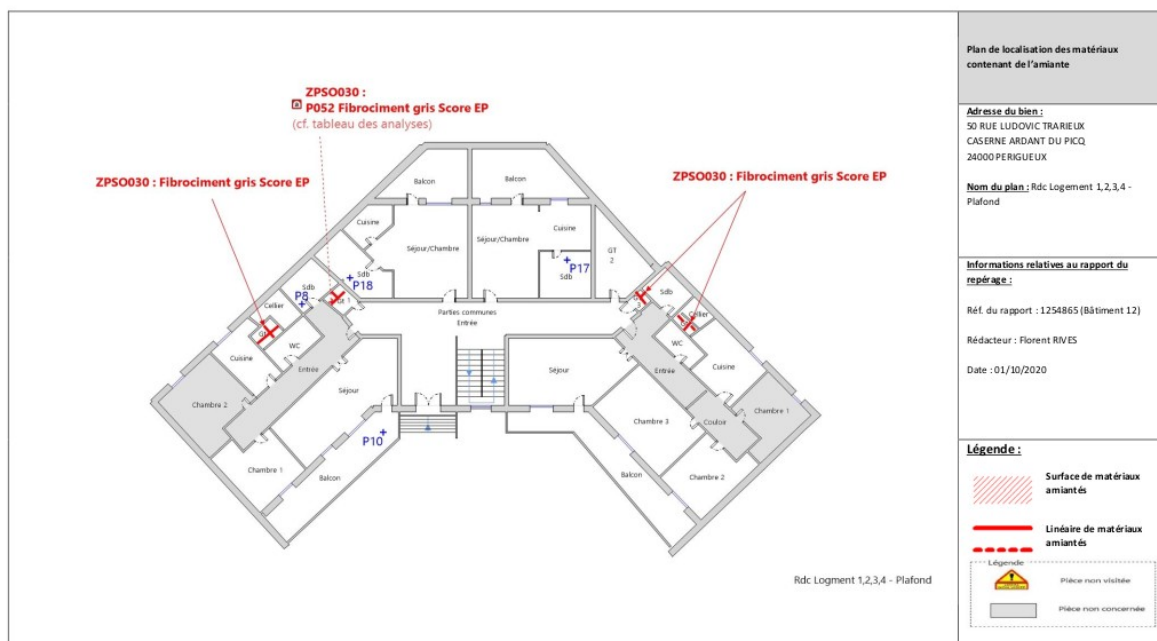 ZPSO030 :
P052 Fibrociment gris Score EP
(cf. tableau des analyses)
ZPSO030 : Fibrociment gris Score EP
ZPSO030 : Fibrociment gris Score EP
Balcon
Balcon
Cuisine
Cuisine
Séjour/Chambre
Séjour/Chambre
GT
2
P17
Sdb
Sdb
P18
Sdb
P8
Sdb
Cellier
Gt 1
3
Cellier
Parties communes
Entrée
WC
WC
Cuisine
Entrée
Séjour
Séjour
Entrée
Cuisine
Chambre 2
Chambre 1
Chambre 3
Couloir
P10
Chambre 1
Chambre 2
Balcon
Balcon
Rdc Logment 1,2,3,4 - Plafond
Plan de localisation des matériaux
contenant de l'amiante
Adresse du bien :
50 RUE LUDOVIC TRARIEUX
CASERNE ARDANT DU PICQ
24000 PERIGUEUX
Nom du plan : Rdc Logement 1,2,3,4 -
Plafond
Informations relatives au rapport du
repérage :
Réf. du rapport : 1254865 (Bâtiment 12)
Rédacteur : Florent RIVES
Date : 01/10/2020
Légende :
Surface de matériaux
amiantés
Linéaire de matériaux
amiantés
Légende
Pièce non visitée
Pièce non concernée